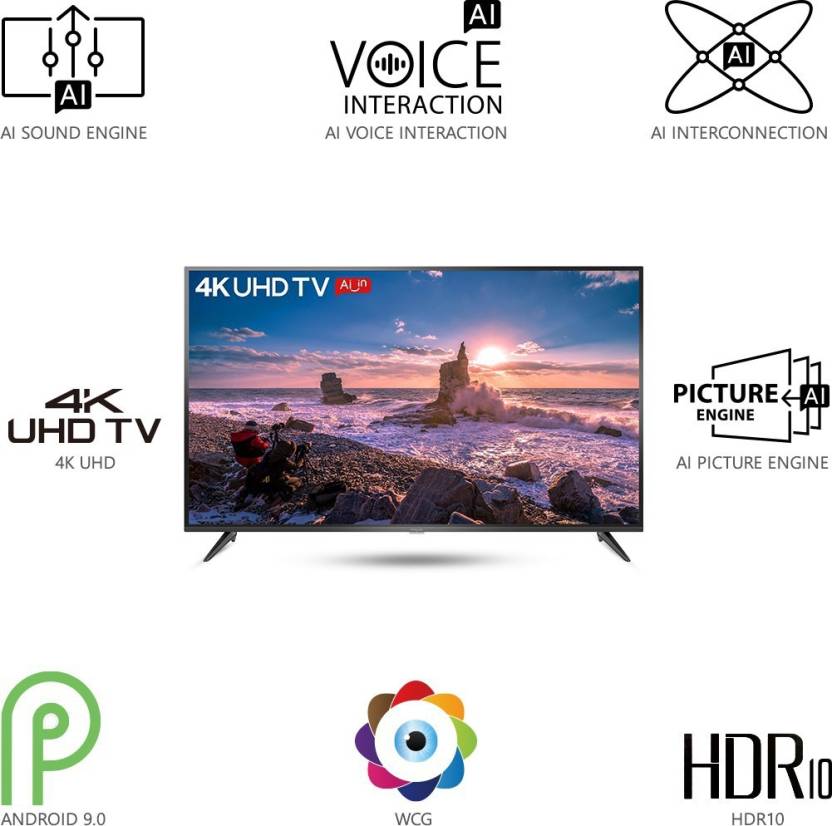 AI
AI SOUND ENGINE
AI
VOICE
INTERACTION
AI VOICE INTERACTION
AI
AI INTERCONNECTION
4K UHD TV Ai_in
4K
UHD TV
4K UHD
PICTURE
ENGINE
AI
AI PICTURE ENGINE
ANDROID 9.0
WCG
HDR10
HDR10